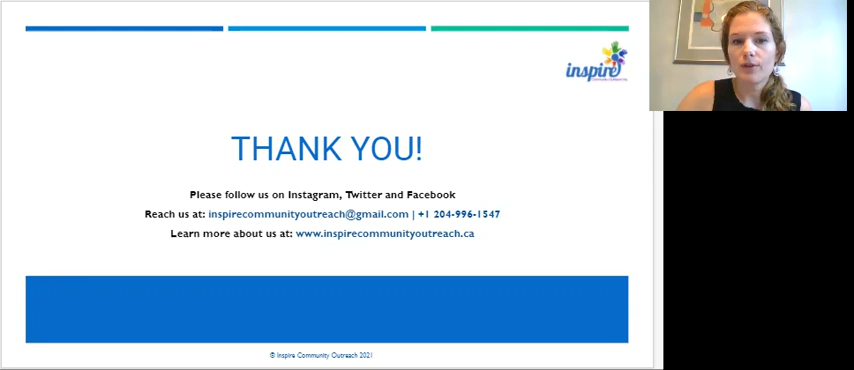 inspire
THANK YOU!
Please follow us on Instagram, Twitter and Facebook
Reach us at: inspirecommunityoutreach@gmail.com | +1 204-996-1547
Learn more about us at: www.inspirecommunityoutreach.ca
© Inspire Community Outreach 2021